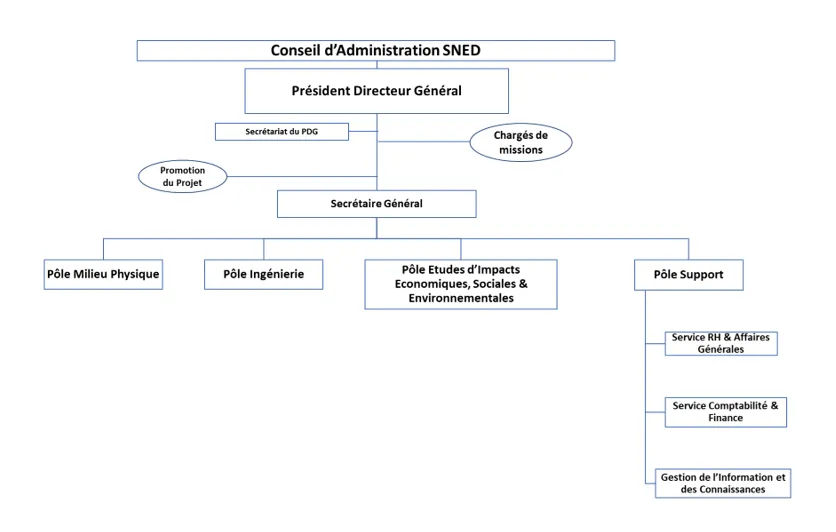 Conseil d'Administration SNED
Président Directeur Général
Secrétariat du PDG
Chargés de
missions
Promotion
du Projet
Secrétaire Général
Pôle Milieu Physique
Pôle Ingénierie
Pôle Etudes d'Impacts
Economiques, Sociales &
Environnementales
Pôle Support
Service RH & Affaires
Générales
Service Comptabilité &
Finance
Gestion de l'Information et
des Connaissances